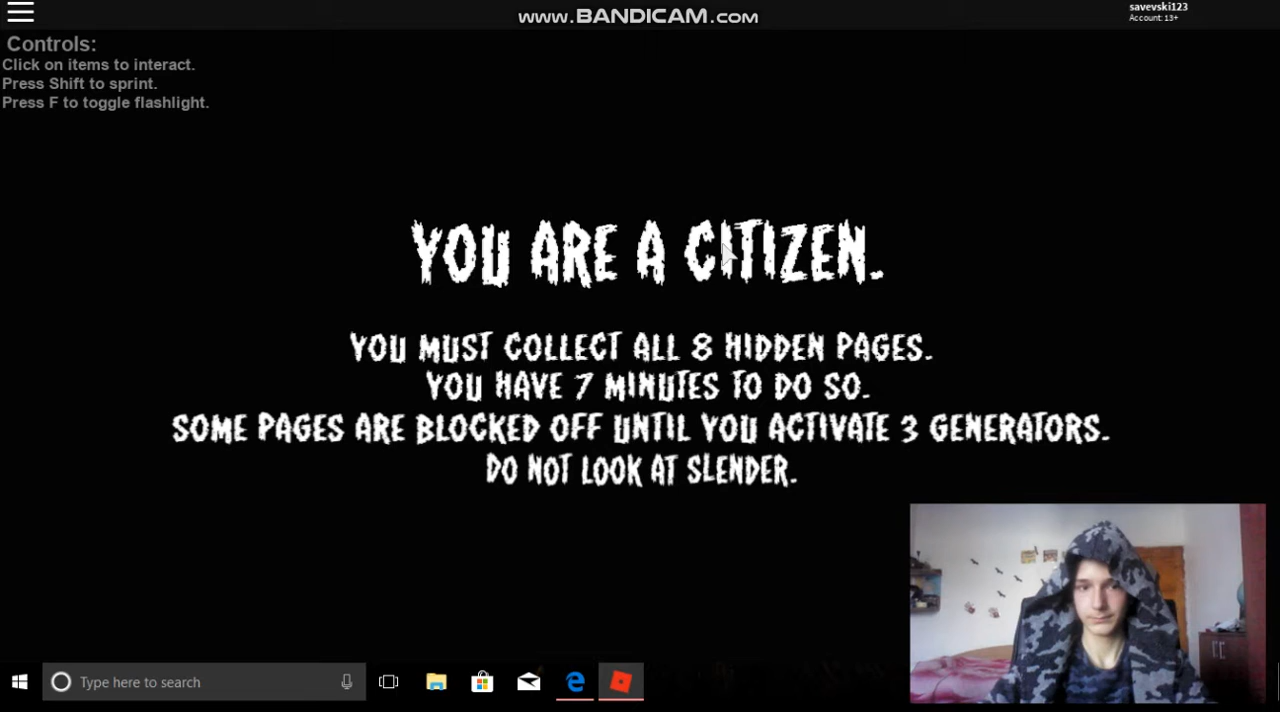 www.BANDICAM.com
savevski123
Account: 13+
Controls:
Click on items to interact.
Press Shift to sprint.
Press F to toggle flashlight.
YOU ARE A CITIZEN.
YOU MUST COLLECT ALL 8 HIDDEN PAGES.
YOU HAVE 7 MINUTES TO DO SO.
SOME PAGES ARE BLOCKED OFF UNTIL YOU ACTIVATE 3 GENERATORS.
DO NOT LOOK AT SLENDER.
Type here to search